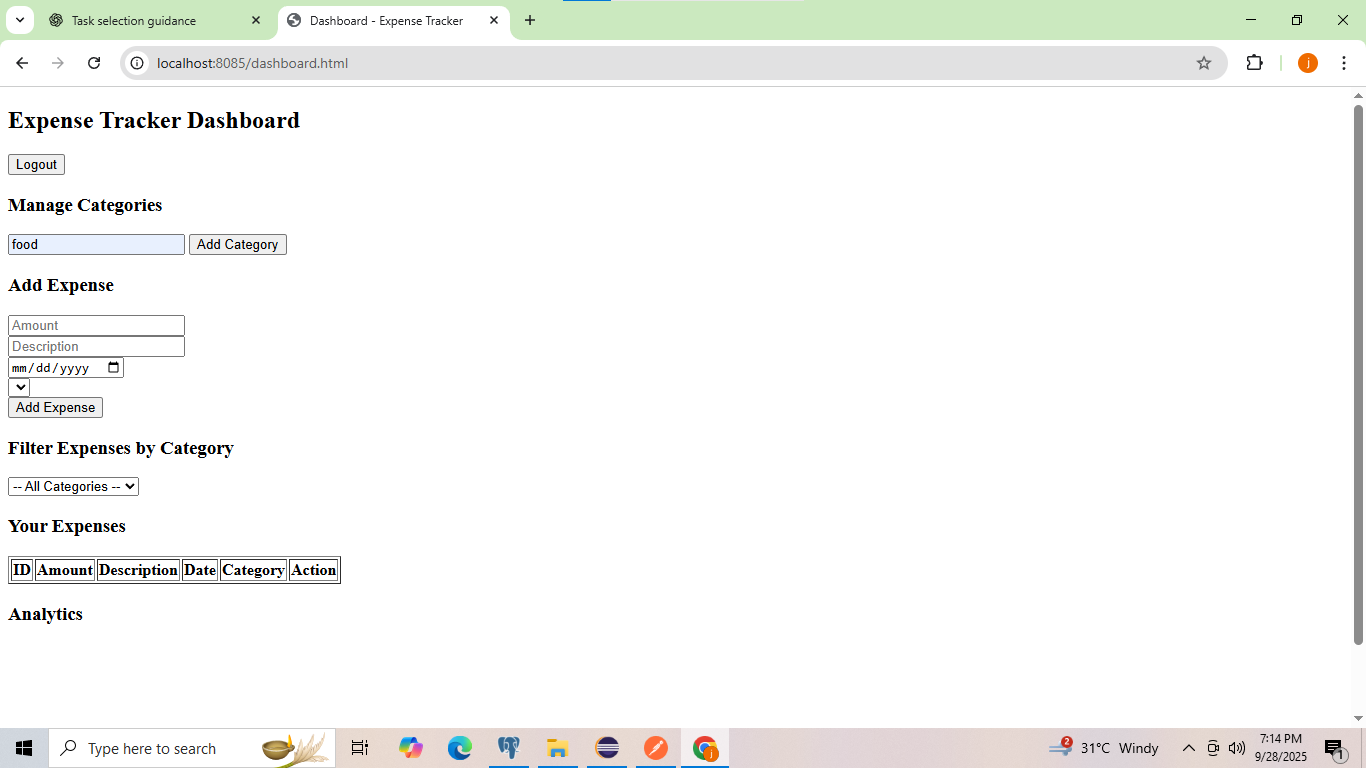 Task selection guidance
Dashboard - Expense Tracker
localhost:8085/dashboard.html
j
Expense Tracker Dashboard
Logout
Manage Categories
food Add Category
Add Expense
Amount
Description
mm/dd/yyyy
Add Expense
Filter Expenses by Category
-- All Categories --
Your Expenses
ID Amount Description Date Category Action
Analytics
Type here to search
j
2
31°C Windy
7:14 PM
9/28/2025
1